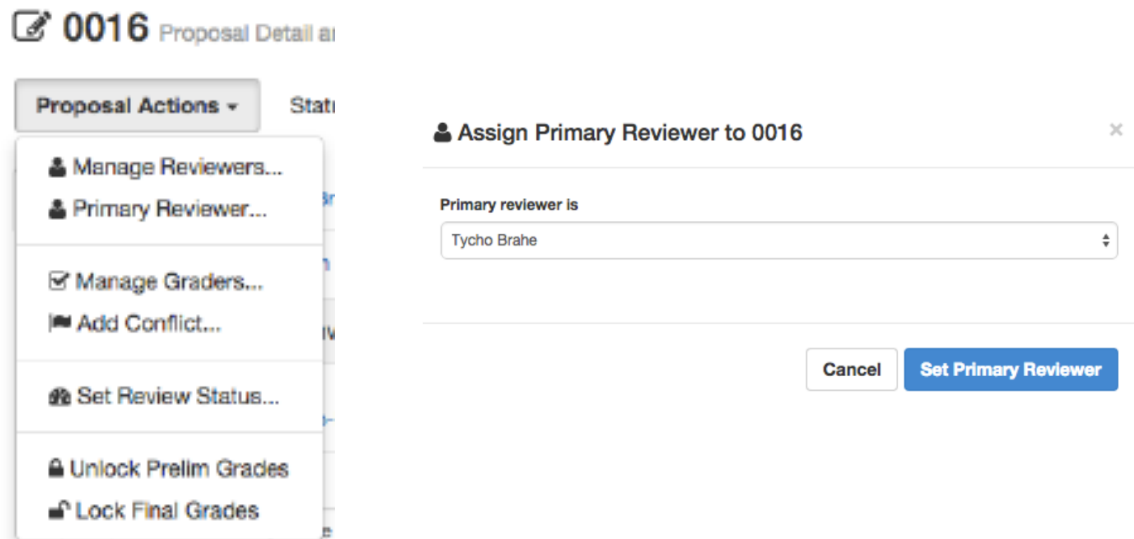 0016 Proposal Detail
Proposal Actions
Manage Reviewers...
Primary Reviewer...
Manage Graders...
Add Conflict...
Set Review Status...
Unlock Prelim Grades
Lock Final Grades
Assign Primary Reviewer to 0016
×
Primary reviewer is
Tycho Brahe
Cancel
Set Primary Reviewer